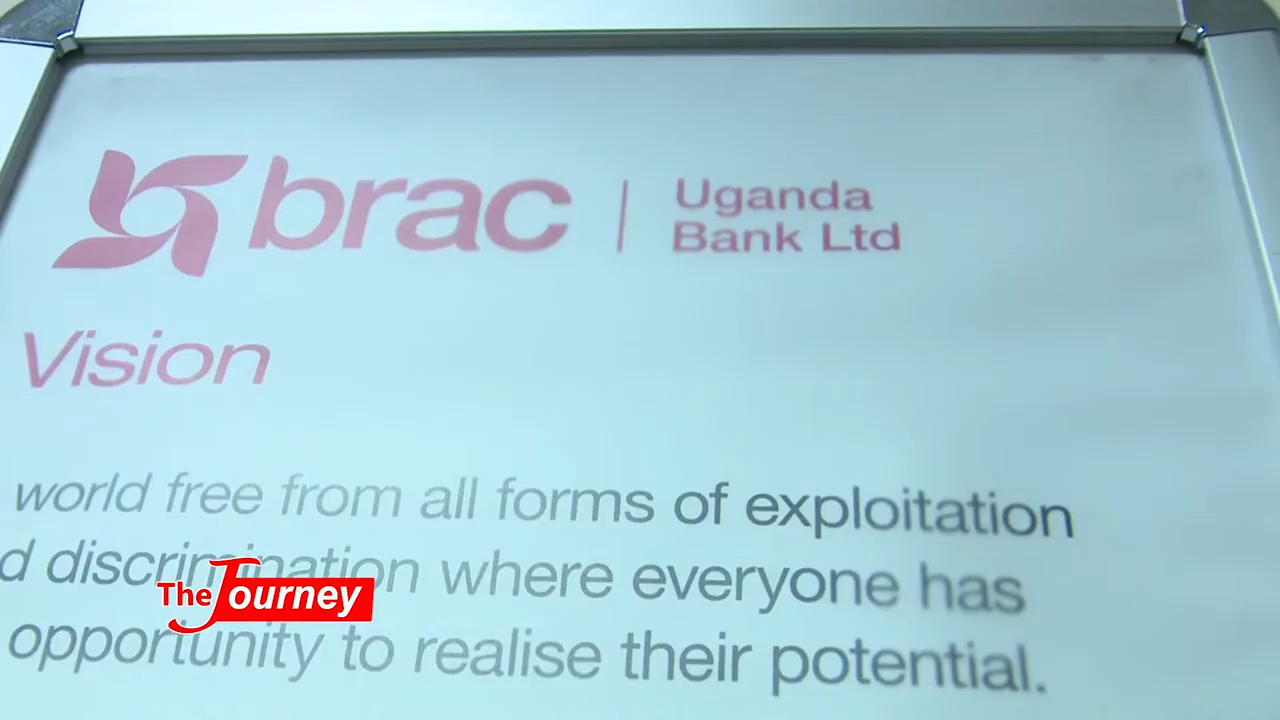 brac
Uganda
Bank Ltd
Vision
world free from all forms of exploitation
d discrimination where everyone has
opportunity to realise their potential.
The Journey